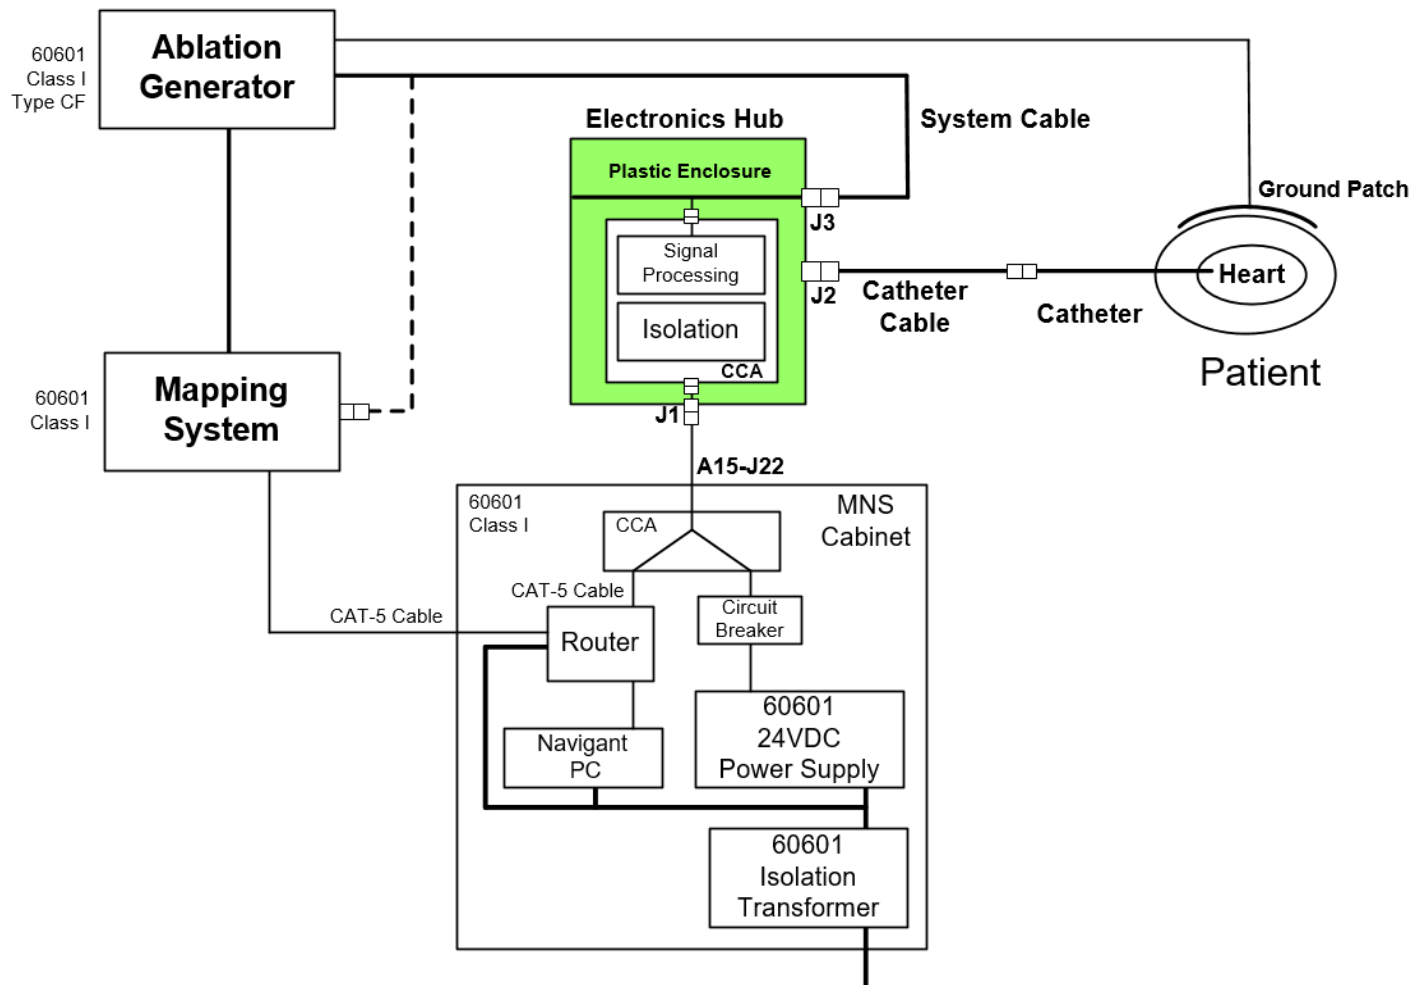 60601
Class I
Type CF
Ablation
Generator
Electronics Hub
System Cable
Plastic Enclosure
Ground Patch
J3
Signal
Processing
Isolation
CCA
J2
Catheter
Cable
Catheter
Heart
Patient
J1
60601
Class I
Mapping
System
A15-J22
60601
Class I
CCA
MNS
Cabinet
CAT-5 Cable
CAT-5 Cable
Router
Circuit
Breaker
Navigant
PC
60601
24VDC
Power Supply
60601
Isolation
Transformer